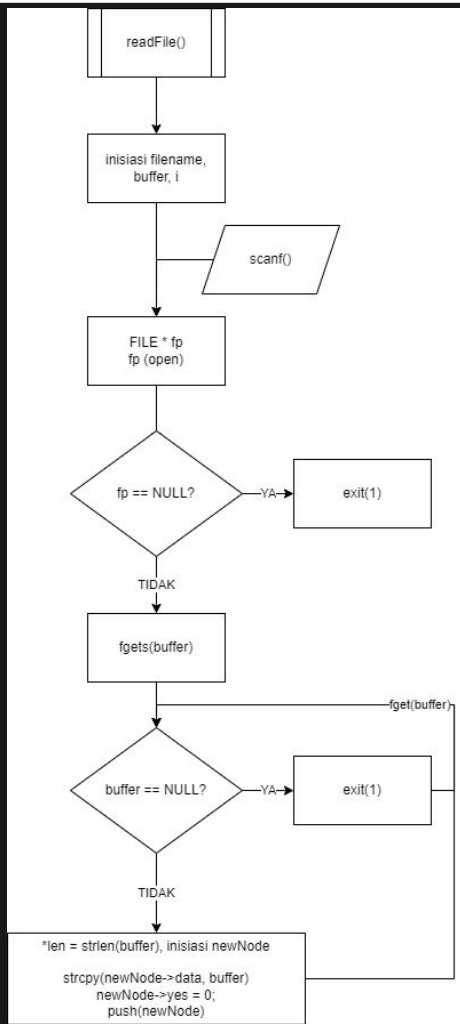 readFile()
inisiasi filename,
buffer, i
scanf()
FILE * fp
fp (open)
fp == NULL?
YA
exit(1)
TIDAK
fgets(buffer)
fget(buffer)
buffer == NULL?
YA
exit(1)
TIDAK
*len = strlen(buffer), inisiasi newNode
strcpy(newNode->data, buffer)
newNode->yes = 0;
push(newNode)